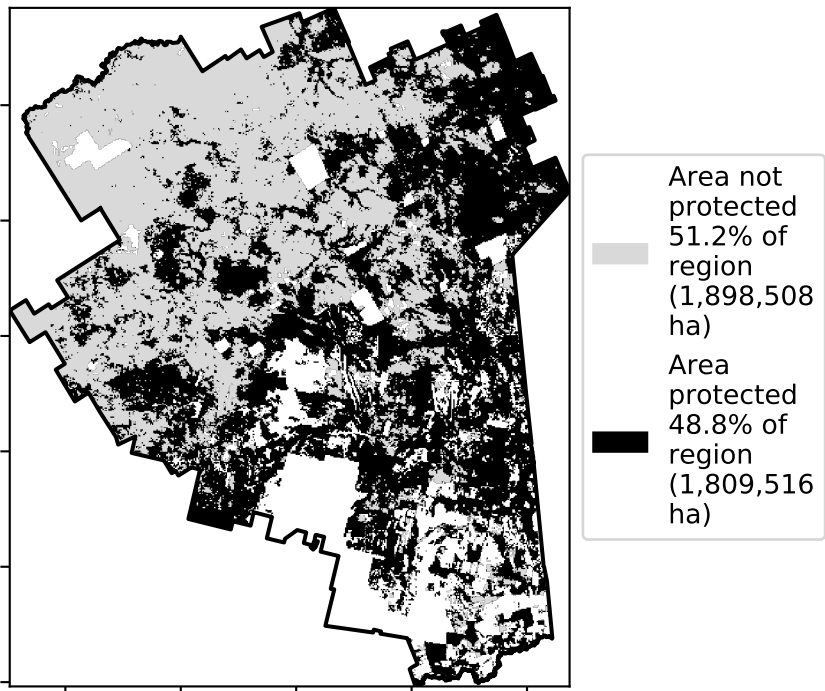 Area not
protected
51.2% of
region
(1,898,508
ha)
Area
protected
48.8% of
region
(1,809,516
ha)